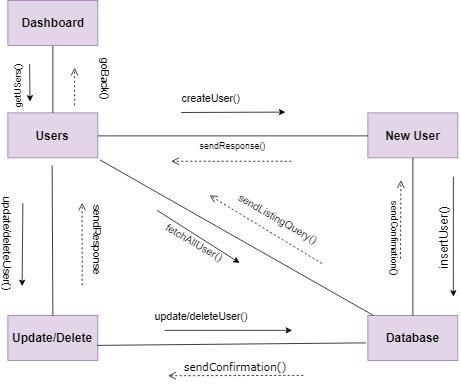 Dashboard
getUSers()
goBack()
createUser()
Users
New User
sendResponse()
sendListingQuery()
fetchAllUser()
update/deleteUser()
sendResponse
sendConfirmation()
insertUser()
update/deleteUser()
Update/Delete
Database
sendConfirmation()